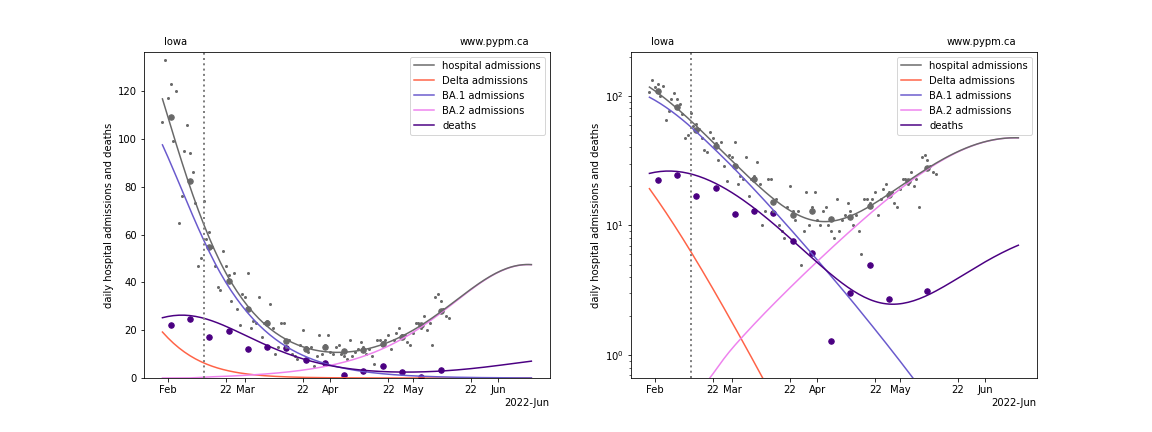 Iowa
www.pypm.ca
hospital admissions
Delta admissions
BA.1 admissions
BA.2 admissions
deaths
daily hospital admissions and deaths
120
100
80
60
40
20
0
Feb 22 Mar 22 Apr 22 May 22 Jun
2022-Jun
Iowa
www.pypm.ca
hospital admissions
Delta admissions
BA.1 admissions
BA.2 admissions
deaths
daily hospital admissions and deaths
10²
10¹
10⁰
Feb 22 Mar 22 Apr 22 May 22 Jun
2022-Jun